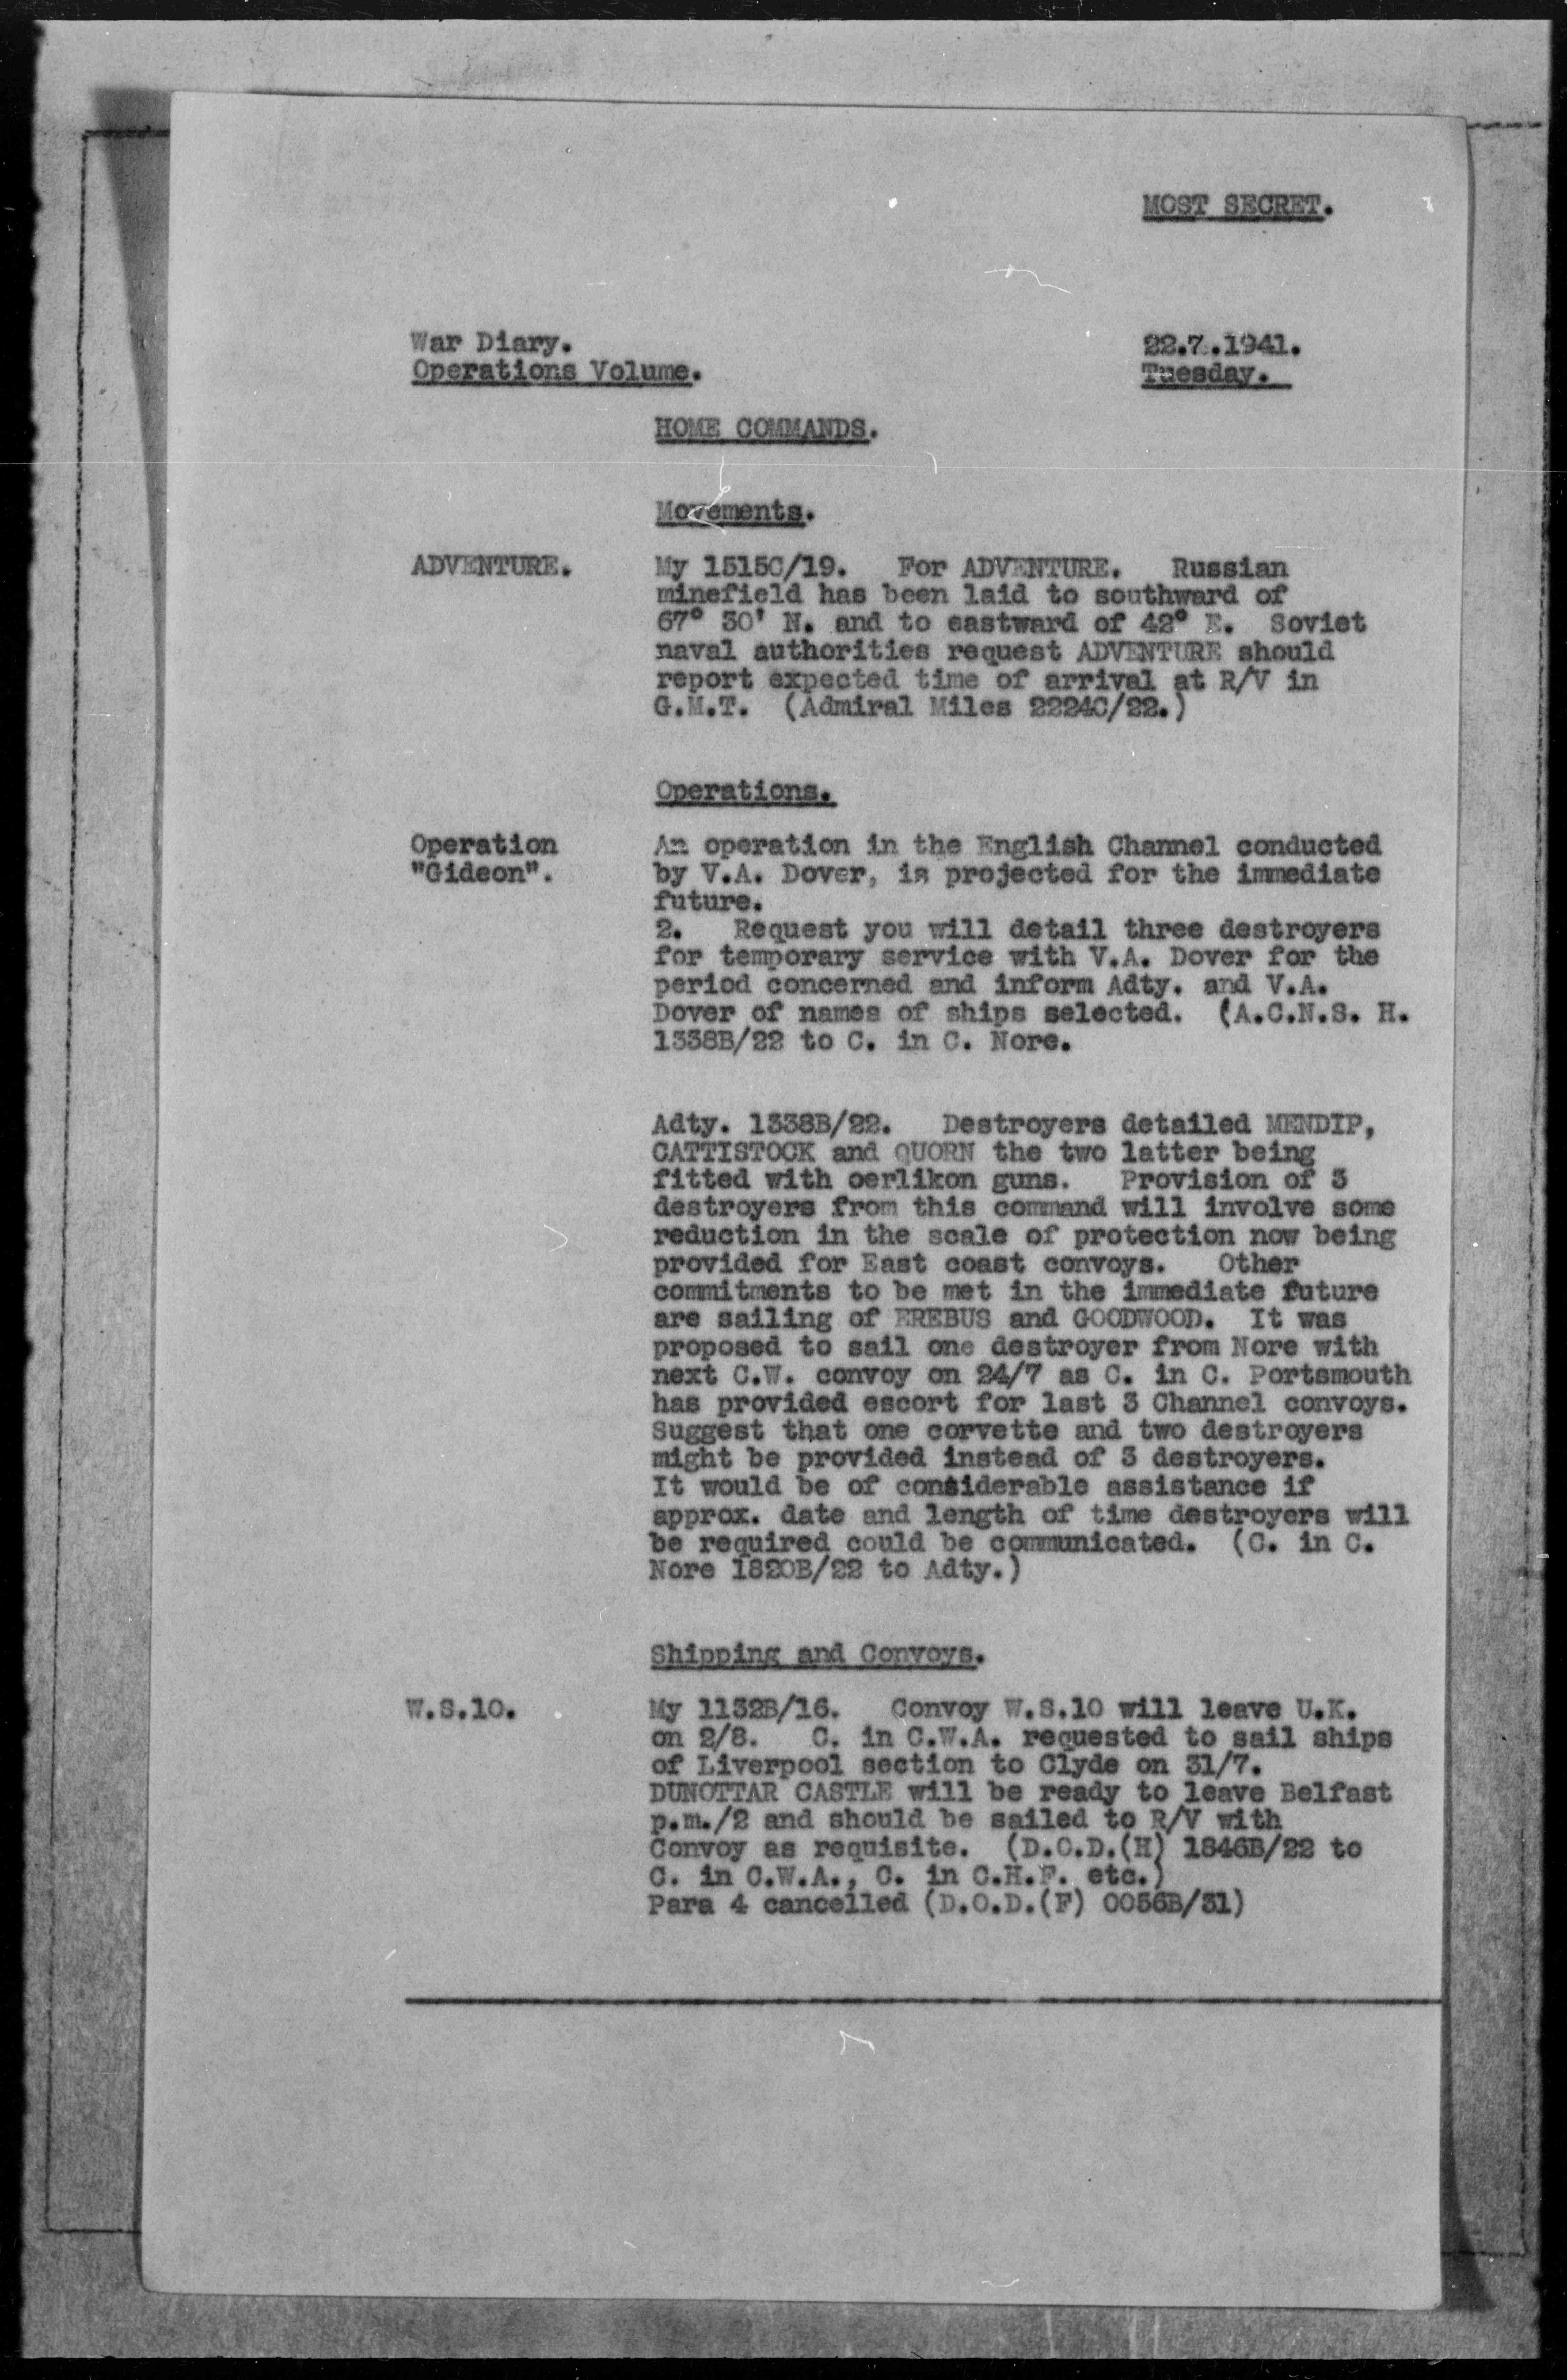 MOST SECRET.
War Diary. 22.7.1941.
Operations Volume. Tuesday.
HOME COMMANDS.
Movements.
ADVENTURE. My 1515C/19. For ADVENTURE. Russian
minefield has been laid to southward of
67° 30' N. and to eastward of 42° E. Soviet
naval authorities request ADVENTURE should
report expected time of arrival at R/V in
G.M.T. (Admiral Miles 2224C/22.)
Operations.
Operation An operation in the English Channel conducted
"Gideon". by V.A. Dover, is projected for the immediate
future.
2. Request you will detail three destroyers
for temporary service with V.A. Dover for the
period concerned and inform Adty. and V.A.
Dover of names of ships selected. (A.C.N.S. H.
1338B/22 to C. in C. Nore.
Adty. 1338B/22. Destroyers detailed MENDIP,
CATTISTOCK and QUORN the two latter being
fitted with oerlikon guns. Provision of 3
destroyers from this command will involve some
reduction in the scale of protection now being
provided for East coast convoys. Other
commitments to be met in the immediate future
are sailing of EREBUS and GOODWOOD. It was
proposed to sail one destroyer from Nore with
next C.W. convoy on 24/7 as C. in C. Portsmouth
has provided escort for last 3 Channel convoys.
Suggest that one corvette and two destroyers
might be provided instead of 3 destroyers.
It would be of considerable assistance if
approx. date and length of time destroyers will
be required could be communicated. (C. in C.
Nore 1820B/22 to Adty.)
Shipping and Convoys.
W.S.10. My 1132B/16. Convoy W.S.10 will leave U.K.
on 2/8. C. in C.W.A. requested to sail ships
of Liverpool section to Clyde on 31/7.
DUNOTTAR CASTLE will be ready to leave Belfast
p.m./2 and should be sailed to R/V with
Convoy as requisite. (D.O.D.(H) 1846B/22 to
C. in C.W.A., C. in C.H.F. etc.)
Para 4 cancelled (D.O.D.(F) 0056B/31)